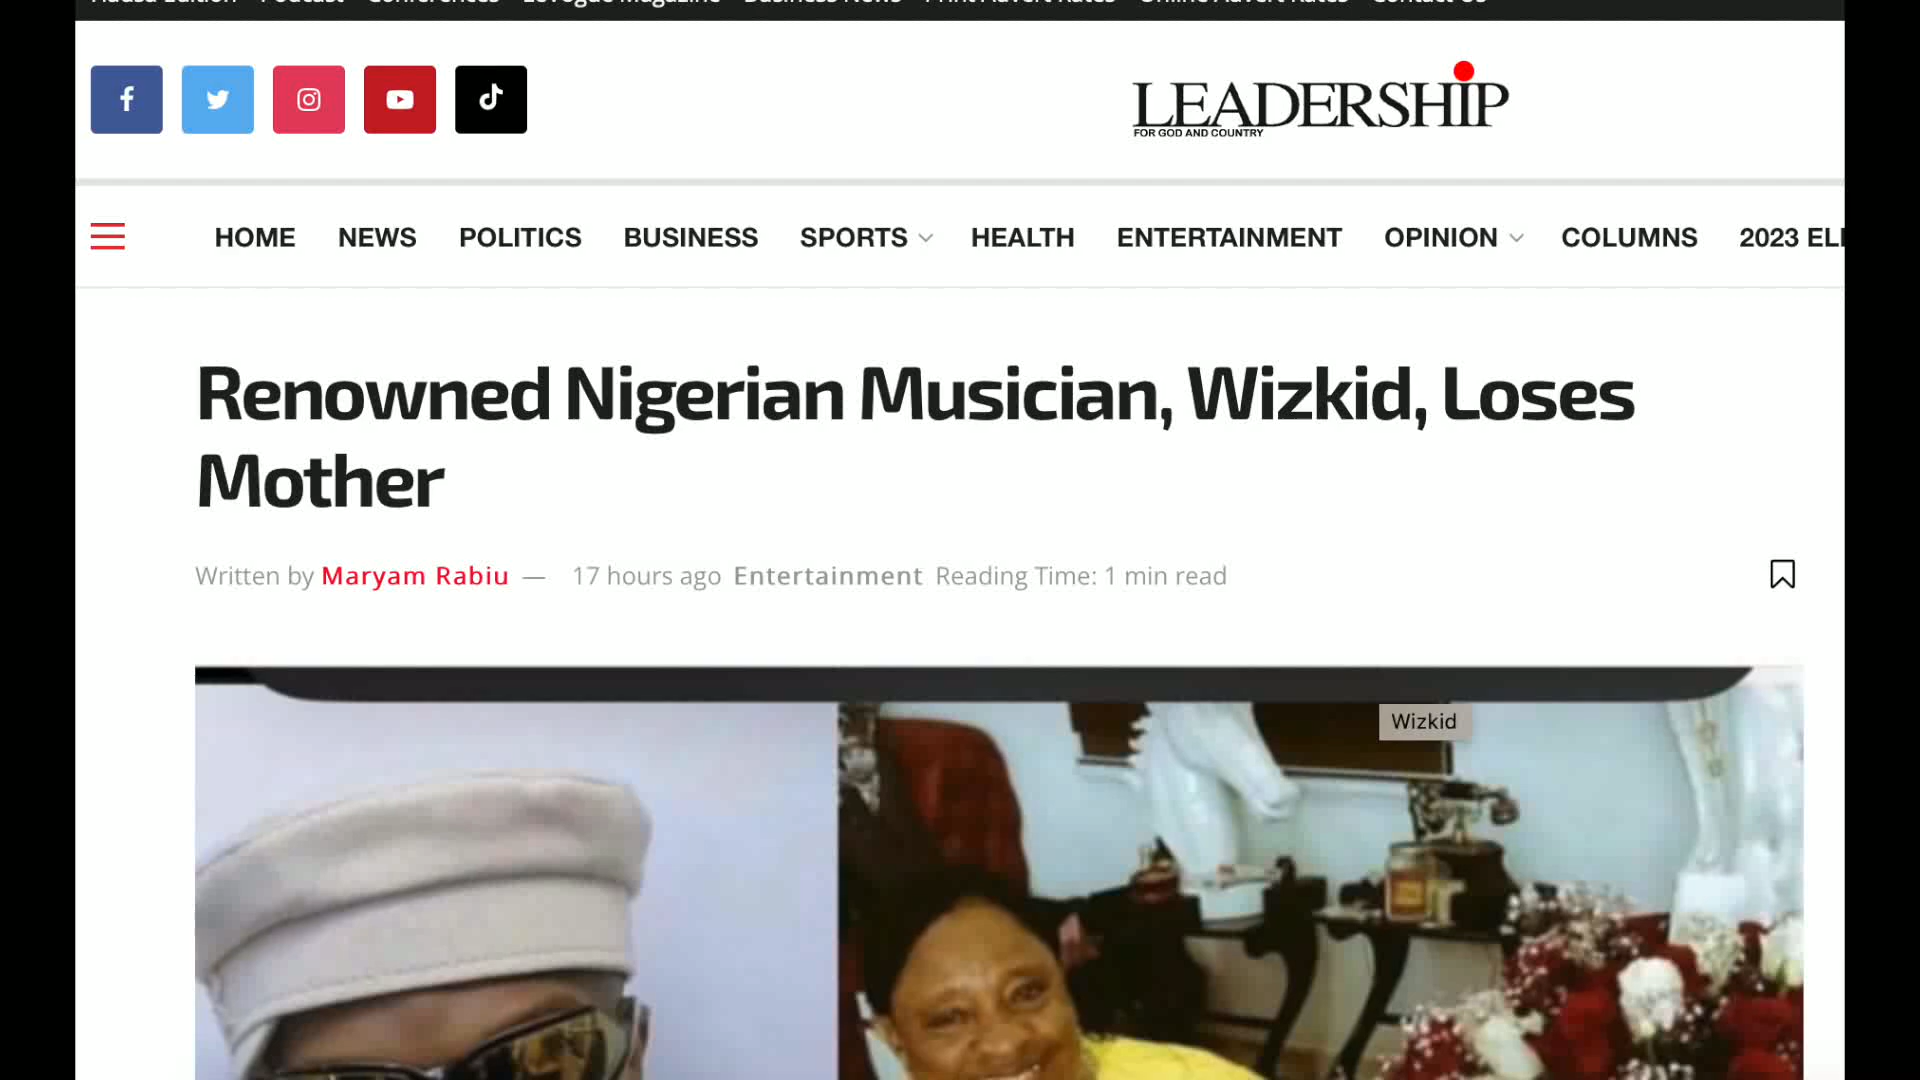 LEADERSHIP
FOR GOD AND COUNTRY
HOME NEWS POLITICS BUSINESS SPORTS HEALTH ENTERTAINMENT OPINION COLUMNS 2023
Renowned Nigerian Musician, Wizkid, Loses
Mother
Written by Maryam Rabiu — 17 hours ago Entertainment Reading Time: 1 min read
Wizkid